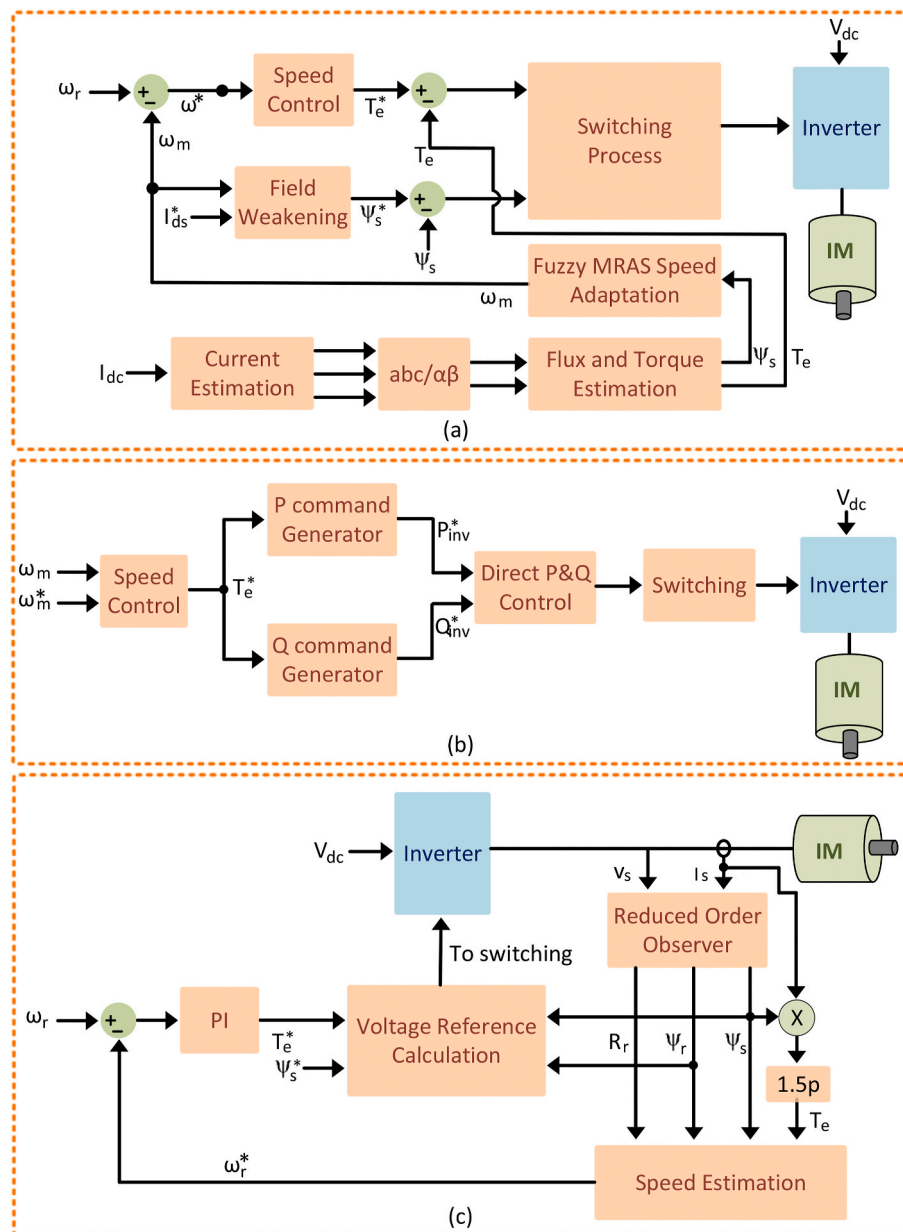 V_dc
ω_r
+
−
ω*
Speed
Control
T_e*
+
−
Switching
Process
Inverter
ω_m
T_e
I_ds*
Field
Weakening
ψ_s*
+
−
ψ_s
IM
Fuzzy MRAS Speed
Adaptation
ω_m
I_dc
Current
Estimation
abc/αβ
Flux and Torque
Estimation
ψ_s
T_e
(a)
P command
Generator
P_inv*
V_dc
ω_m
ω_m*
Speed
Control
T_e*
Direct P&Q
Control
Switching
Inverter
Q command
Generator
Q_inv*
IM
(b)
V_dc
Inverter
IM
v_s
I_s
Reduced Order
Observer
To switching
ω_r
+
−
PI
T_e*
ψ_s*
Voltage Reference
Calculation
R_r
ψ_r
ψ_s
X
1.5p
T_e
ω_r*
Speed Estimation
(c)